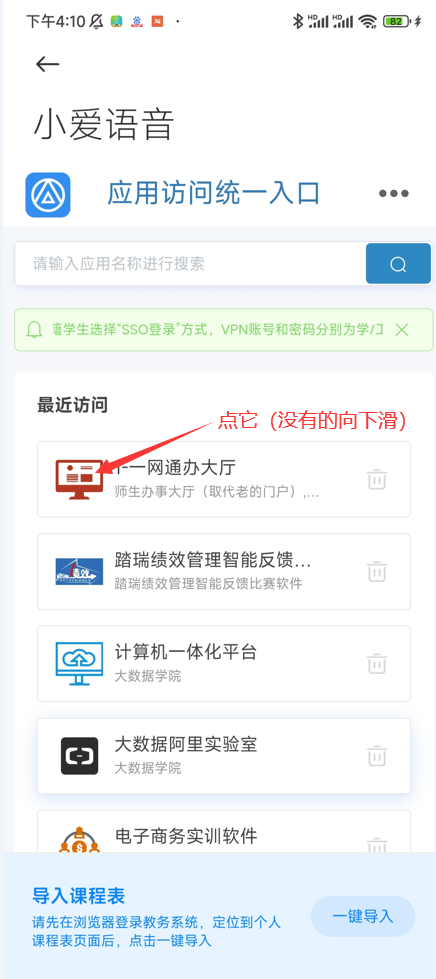 下午4:10
82
小爱语音
应用访问统一入口
请输入应用名称进行搜索
学生选择“SSO登录”方式，VPN账号和密码分别为学/工
最近访问
点它（没有的向下滑）
一网通办大厅
师生办事大厅（取代老的门户）,...
踏瑞绩效管理智能反馈...
踏瑞绩效管理智能反馈比赛软件
计算机一体化平台
大数据学院
大数据阿里实验室
大数据学院
电子商务实训软件
导入课程表
请先在浏览器登录教务系统，定位到个人
课程表页面后，点击一键导入
一键导入